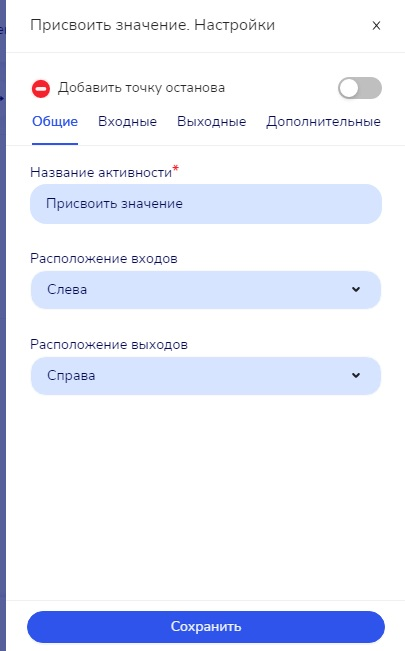 Присвоить значение. Настройки x
Добавить точку останова
Общие Входные Выходные Дополнительные
Название активности*
Присвоить значение
Расположение входов
Слева
Расположение выходов
Справа
Сохранить